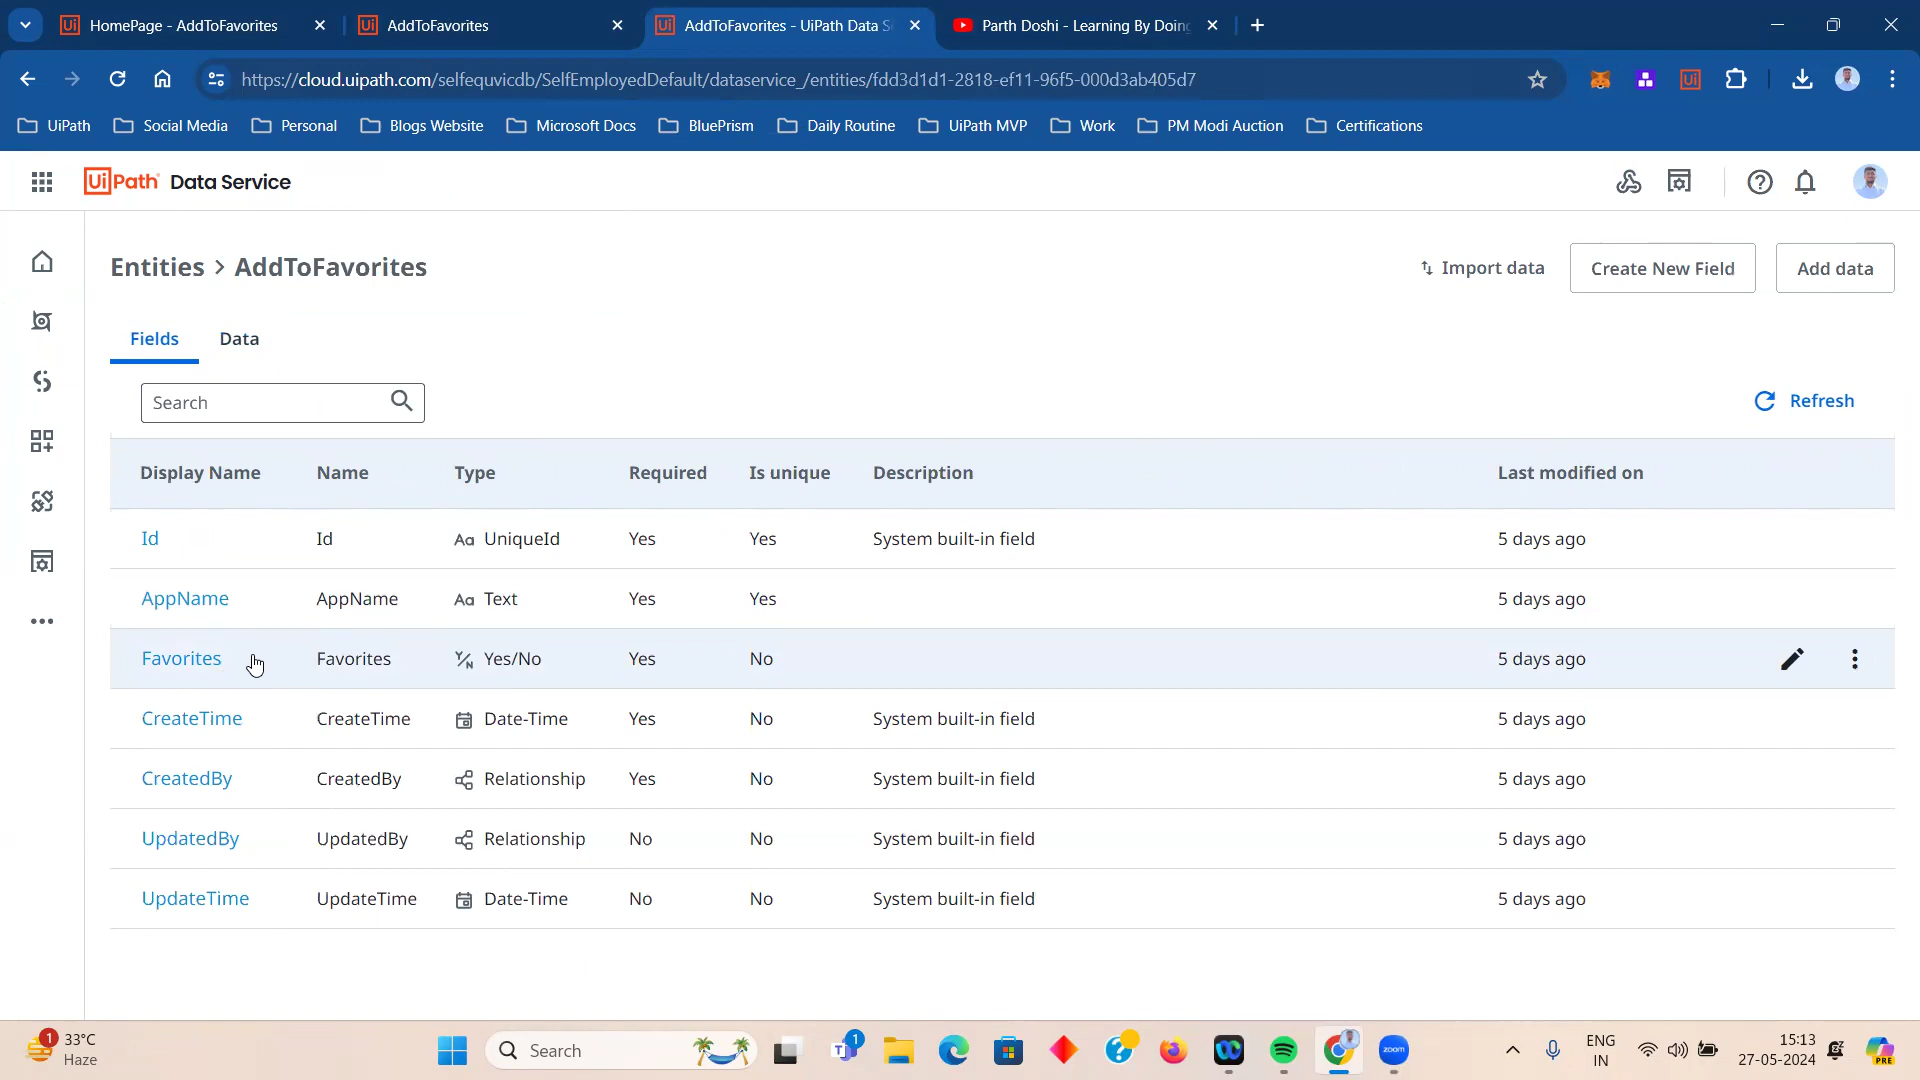 HomePage - AddToFavorites
AddToFavorites
AddToFavorites - UiPath Data S
Parth Doshi - Learning By Doing
https://cloud.uipath.com/selfequvicdb/SelfEmployedDefault/dataservice_/entities/fdd3d1d1-2818-ef11-96f5-000d3ab405d7
UiPath Social Media Personal Blogs Website Microsoft Docs BluePrism Daily Routine UiPath MVP Work PM Modi Auction Certifications
UiPath Data Service
Entities > AddToFavorites
Import data
Create New Field
Add data
Fields Data
Search
Refresh
Display Name Name Type Required Is unique Description Last modified on
Id Id Aa UniqueId Yes Yes System built-in field 5 days ago
AppName AppName Aa Text Yes Yes 5 days ago
Favorites Favorites Y/N Yes/No Yes No 5 days ago
CreateTime CreateTime Date-Time Yes No System built-in field 5 days ago
CreatedBy CreatedBy Relationship Yes No System built-in field 5 days ago
UpdatedBy UpdatedBy Relationship No No System built-in field 5 days ago
UpdateTime UpdateTime Date-Time No No System built-in field 5 days ago
1 33°C
Haze
Search
1
zoom
ENG
IN
15:13
27-05-2024
PRE